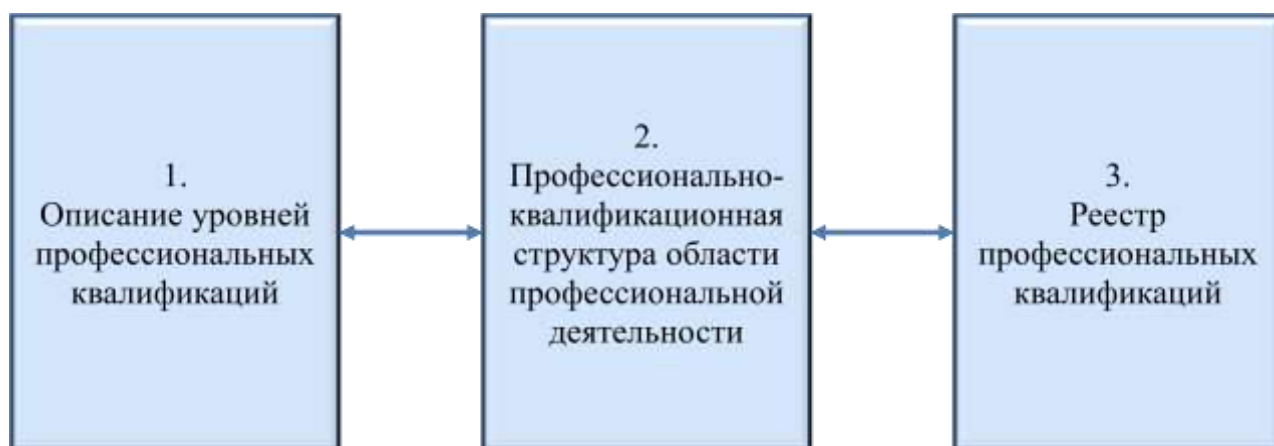 1.
Описание уровней
профессиональных
квалификаций
2.
Профессионально-
квалификационная
структура области
профессиональной
деятельности
3.
Реестр
профессиональных
квалификаций